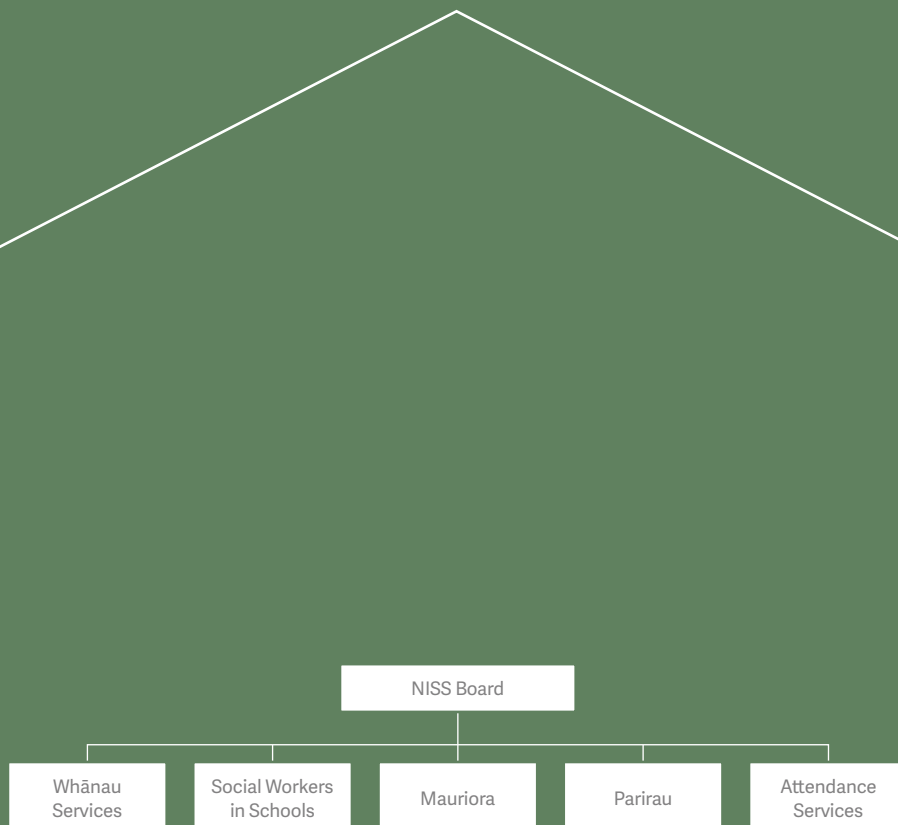 NISS Board
Whānau
Services
Social Workers
in Schools
Mauriora
Parirau
Attendance
Services